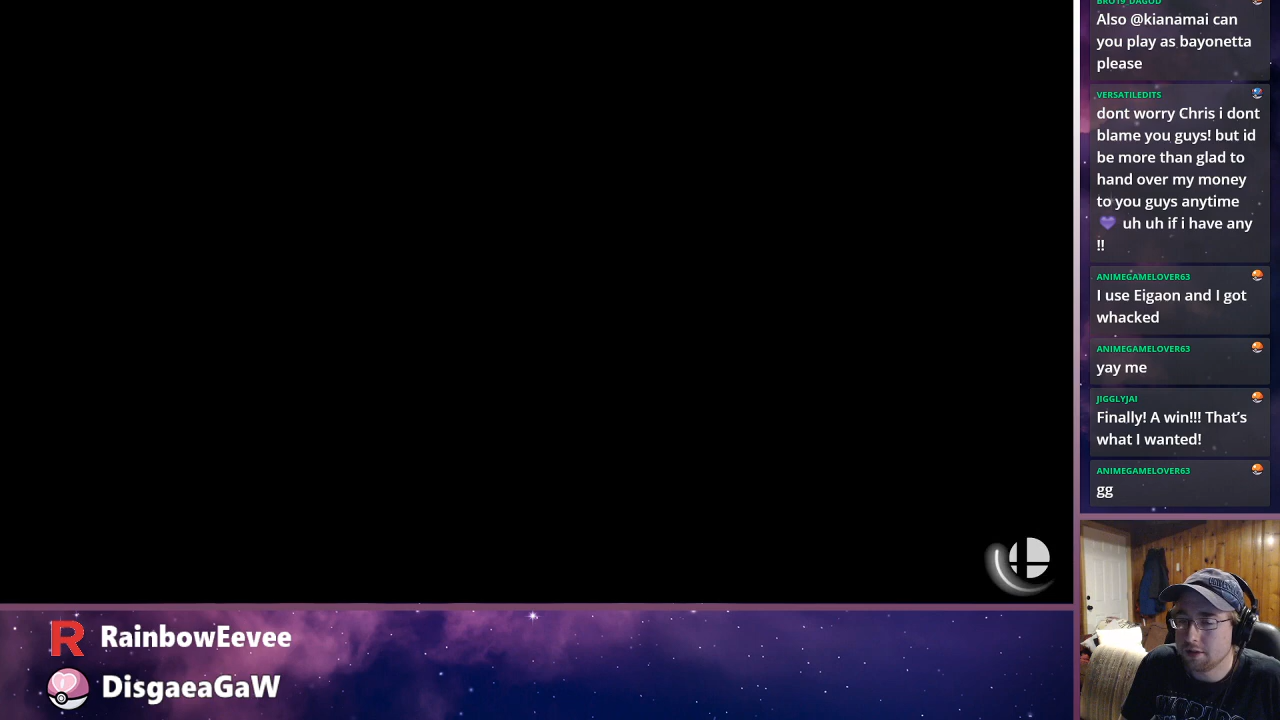 BRO19_DAGOD
Also @kianamai can
you play as bayonetta
please
VERSATILEDITS
dont worry Chris i dont
blame you guys! but id
be more than glad to
hand over my money
to you guys anytime
💜 uh uh if i have any
!!
ANIMEGAMELOVER63
I use Eigaon and I got
whacked
ANIMEGAMELOVER63
yay me
JIGGLYJAI
Finally! A win!!! That's
what I wanted!
ANIMEGAMELOVER63
gg
R RainbowEevee
DisgaeaGaW